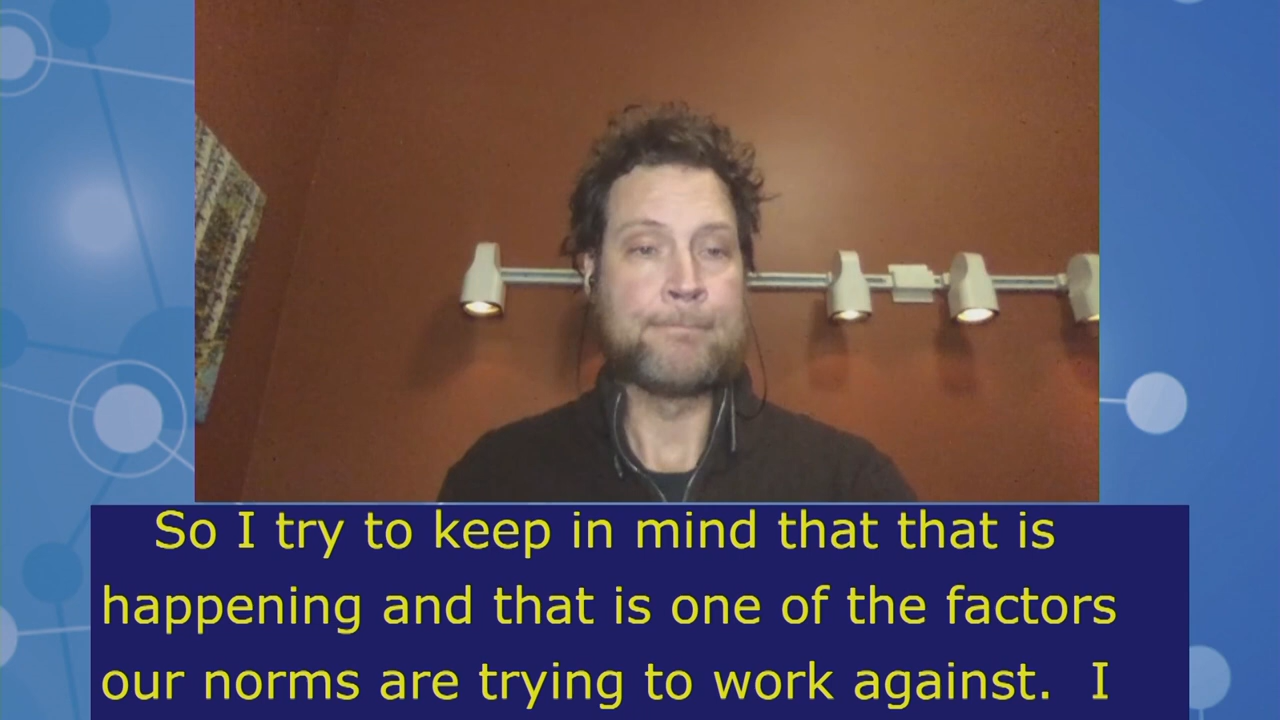 So I try to keep in mind that that is
happening and that is one of the factors
our norms are trying to work against.  I